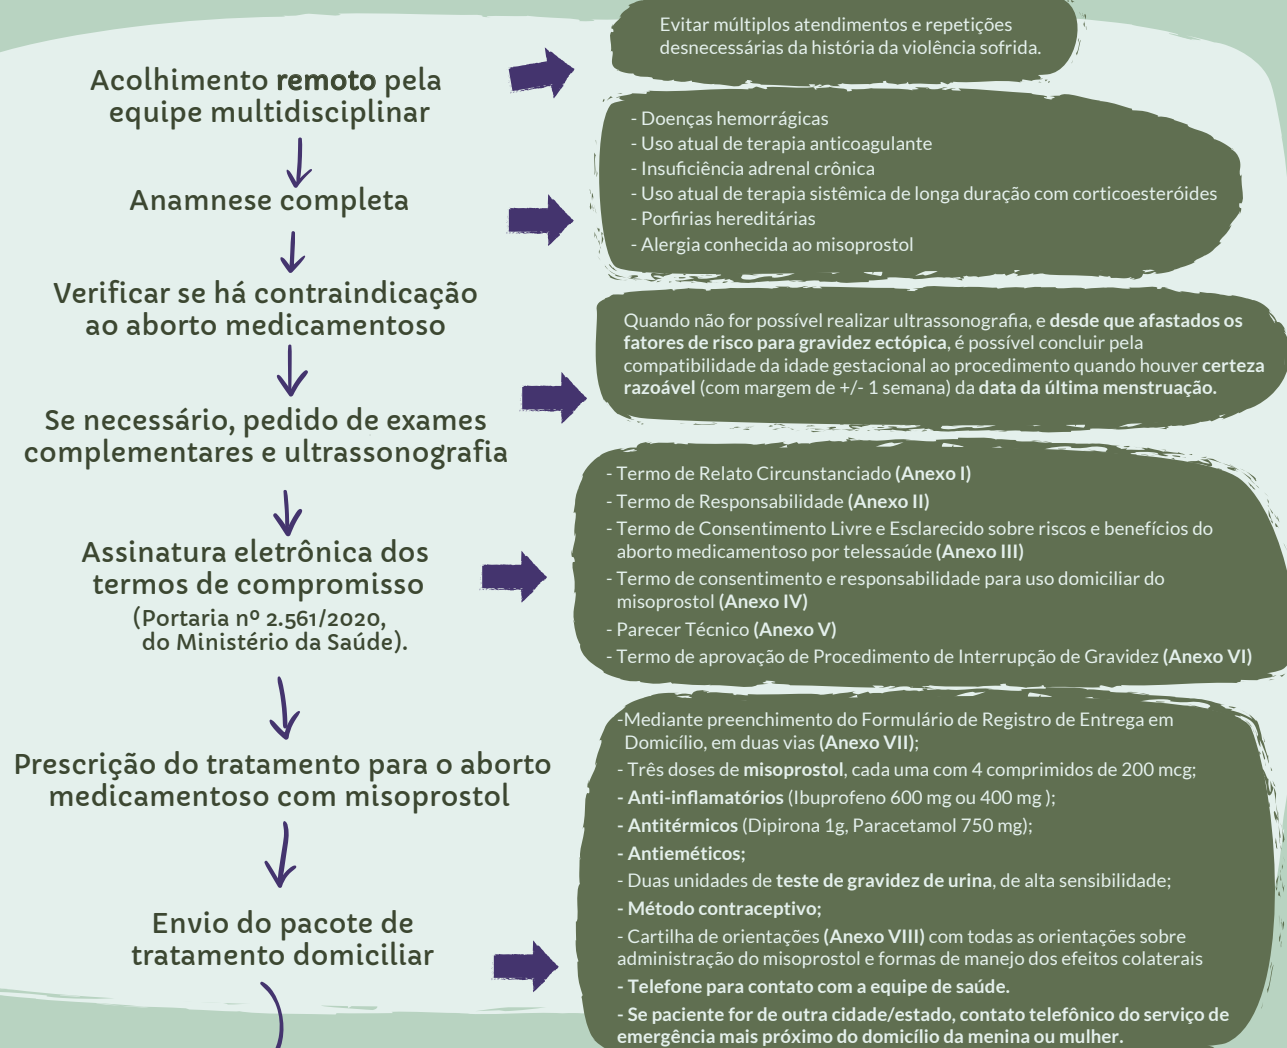 Acolhimento remoto pela
equipe multidisciplinar
Evitar múltiplos atendimentos e repetições
desnecessárias da história da violência sofrida.
Anamnese completa
- Doenças hemorrágicas
- Uso atual de terapia anticoagulante
- Insuficiência adrenal crônica
- Uso atual de terapia sistêmica de longa duração com corticoesteróides
- Porfirias hereditárias
- Alergia conhecida ao misoprostol
Verificar se há contraindicação
ao aborto medicamentoso
Se necessário, pedido de exames
complementares e ultrassonografia
Quando não for possível realizar ultrassonografia, e desde que afastados os
fatores de risco para gravidez ectópica, é possível concluir pela
compatibilidade da idade gestacional ao procedimento quando houver certeza
razoável (com margem de +/- 1 semana) da data da última menstruação.
Assinatura eletrônica dos
termos de compromisso
(Portaria nº 2.561/2020,
do Ministério da Saúde).
- Termo de Relato Circunstanciado (Anexo I)
- Termo de Responsabilidade (Anexo II)
- Termo de Consentimento Livre e Esclarecido sobre riscos e benefícios do
aborto medicamentoso por telessaúde (Anexo III)
- Termo de consentimento e responsabilidade para uso domiciliar do
misoprostol (Anexo IV)
- Parecer Técnico (Anexo V)
- Termo de aprovação de Procedimento de Interrupção de Gravidez (Anexo VI)
Prescrição do tratamento para o aborto
medicamentoso com misoprostol
Envio do pacote de
tratamento domiciliar
-Mediante preenchimento do Formulário de Registro de Entrega em
Domicílio, em duas vias (Anexo VII);
- Três doses de misoprostol, cada uma com 4 comprimidos de 200 mcg;
- Anti-inflamatórios (Ibuprofeno 600 mg ou 400 mg );
- Antitérmicos (Dipirona 1g, Paracetamol 750 mg);
- Antieméticos;
- Duas unidades de teste de gravidez de urina, de alta sensibilidade;
- Método contraceptivo;
- Cartilha de orientações (Anexo VIII) com todas as orientações sobre
administração do misoprostol e formas de manejo dos efeitos colaterais
- Telefone para contato com a equipe de saúde.
- Se paciente for de outra cidade/estado, contato telefônico do serviço de
emergência mais próximo do domicílio da menina ou mulher.